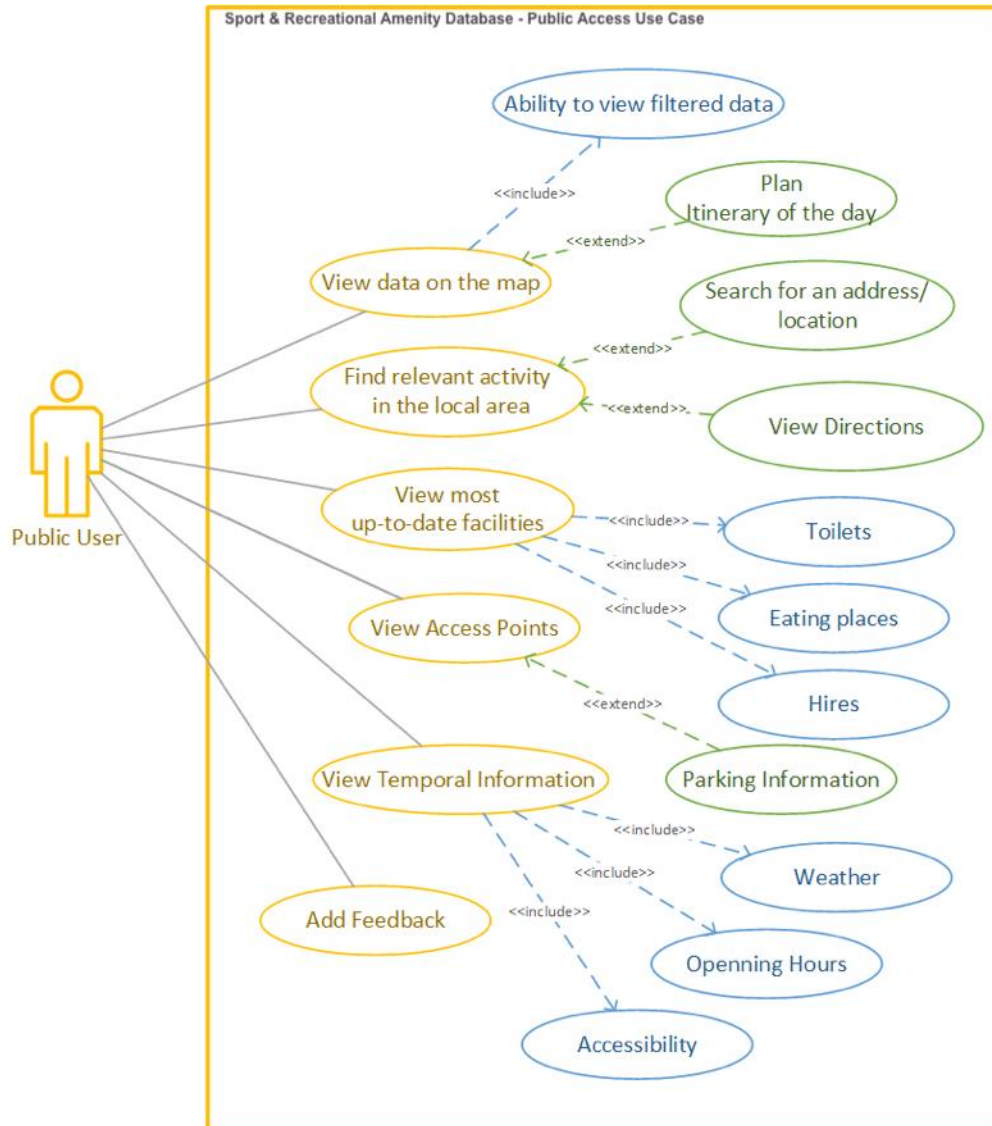 Sport & Recreational Amenity Database - Public Access Use Case
Ability to view filtered data
<<include>>
Plan
Itinerary of the day
<<extend>>
View data on the map
Search for an address/
location
<<extend>>
Find relevant activity
in the local area
<<extend>>
View Directions
Public User
View most
up-to-date facilities
<<include>>
Toilets
<<include>>
Eating places
<<include>>
View Access Points
Hires
<<extend>>
View Temporal Information
Parking Information
<<include>>
Weather
<<include>>
<<include>>
Add Feedback
Openning Hours
Accessibility